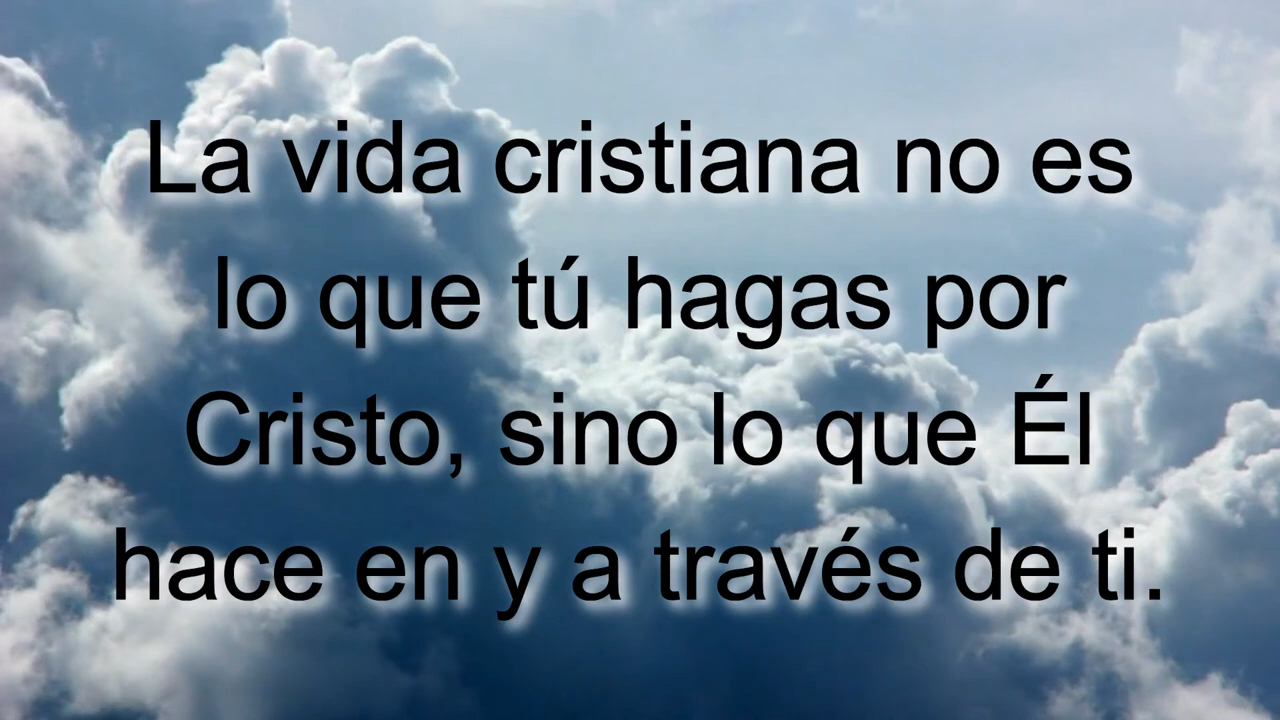 La vida cristiana no es
lo que tú hagas por
Cristo, sino lo que Él
hace en y a través de ti.